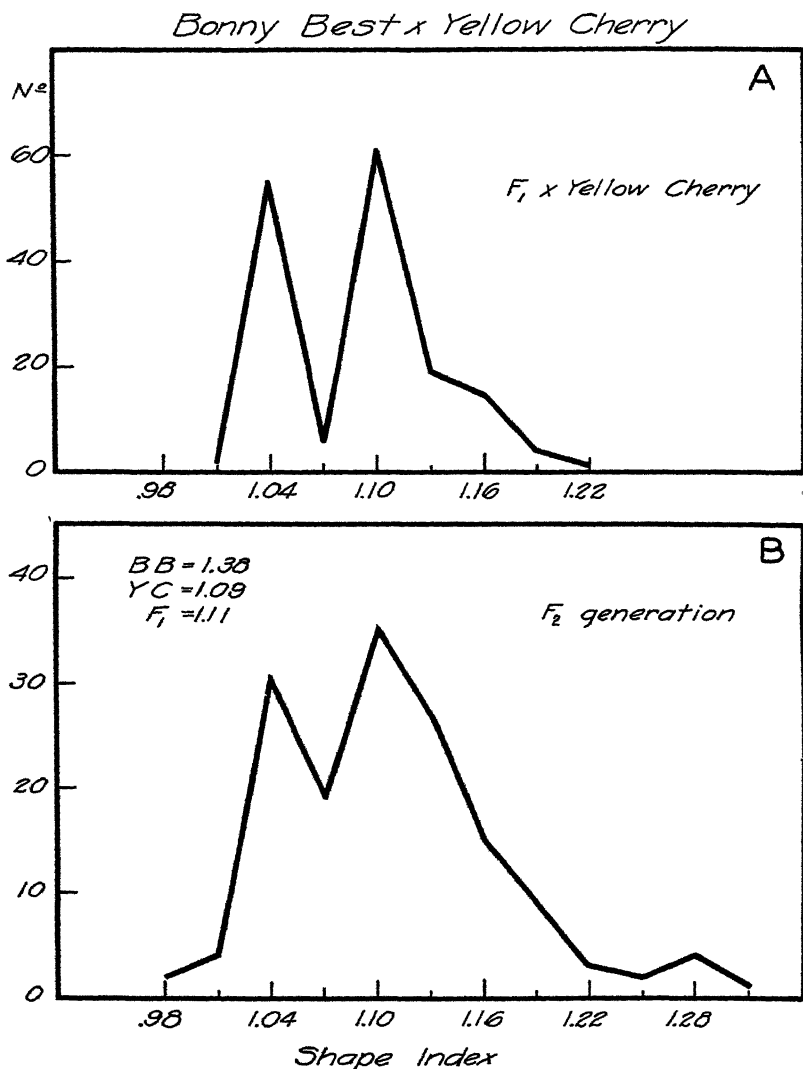 Bonny Best x Yellow Cherry
A
Nº
60
F₁ x Yellow Cherry
40
20
0
.98 1.04 1.10 1.16 1.22
B
BB = 1.38
YC = 1.09
F₁ = 1.11
F₂ generation
40
30
20
10
0
.98 1.04 1.10 1.16 1.22 1.28
Shape Index